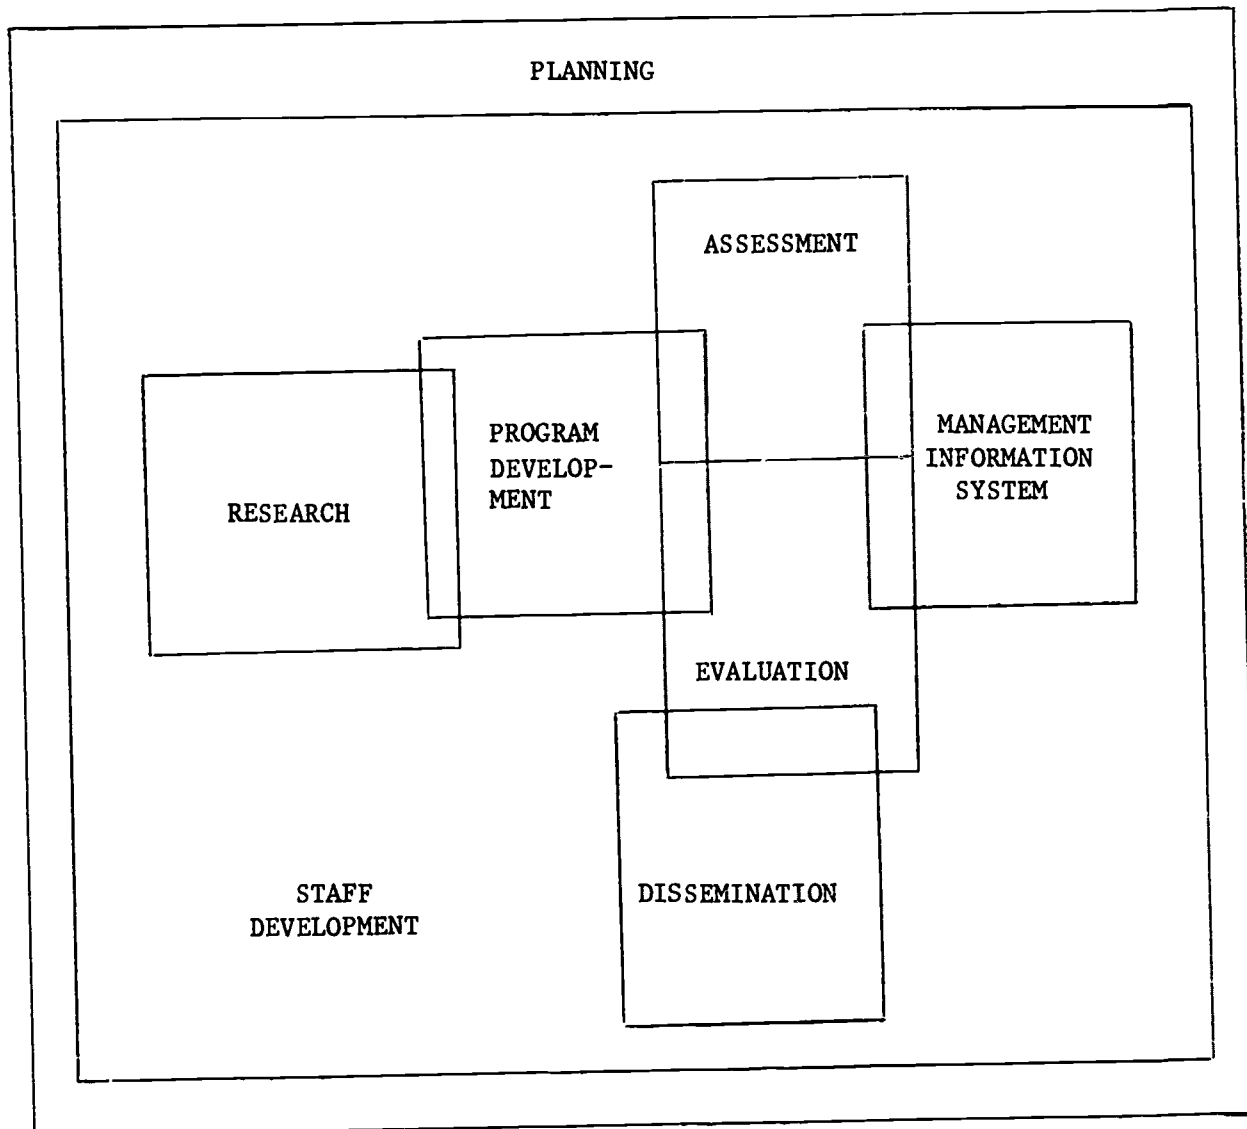 PLANNING
ASSESSMENT
PROGRAM
DEVELOP-
MENT
MANAGEMENT
INFORMATION
SYSTEM
RESEARCH
EVALUATION
STAFF
DEVELOPMENT
DISSEMINATION